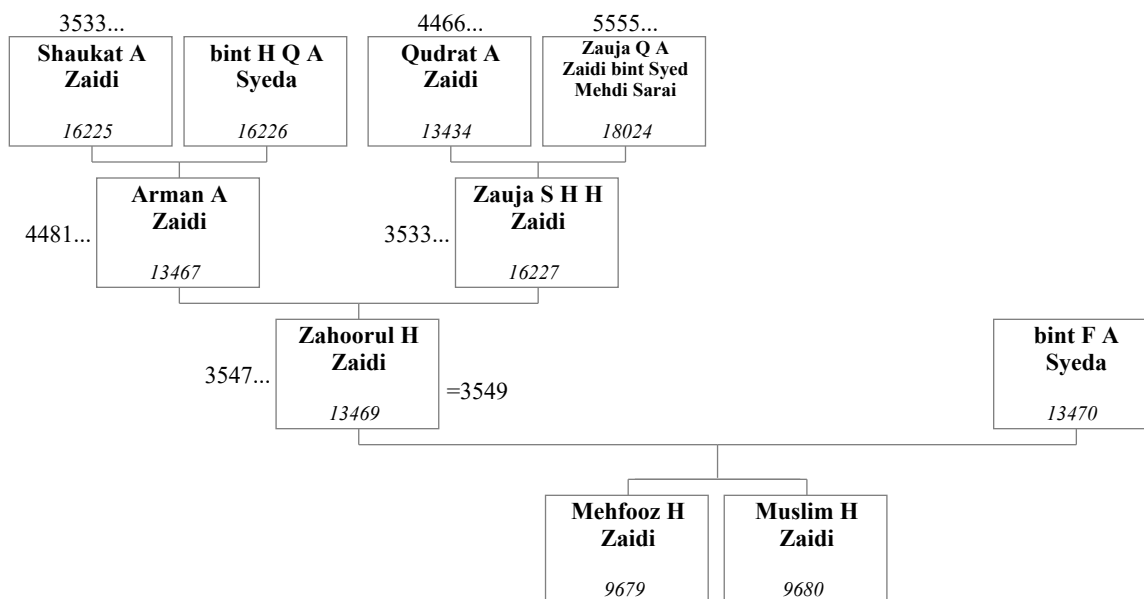 3533...
4466...
5555...
Shaukat A
Zaidi
16225
bint H Q A
Syeda
16226
Qudrat A
Zaidi
13434
Zauja Q A
Zaidi bint Syed
Mehdi Sarai
18024
4481...
Arman A
Zaidi
13467
3533...
Zauja S H H
Zaidi
16227
3547...
Zahoorul H
Zaidi
13469
=3549
bint F A
Syeda
13470
Mehfooz H
Zaidi
9679
Muslim H
Zaidi
9680